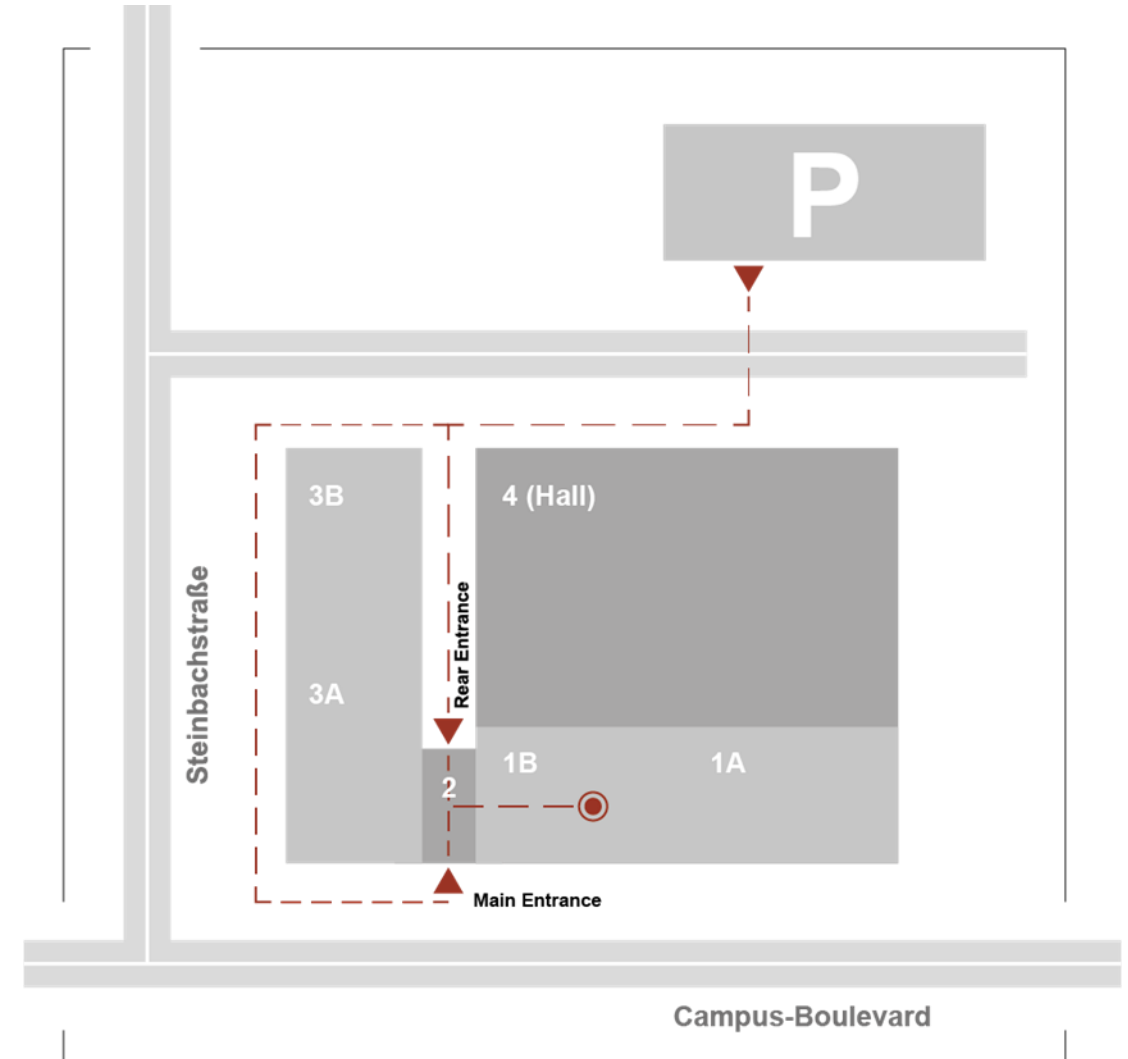 P
3B
4 (Hall)
Rear Entrance
Steinbachstraße
3A
1B
1A
2
Main Entrance
Campus-Boulevard